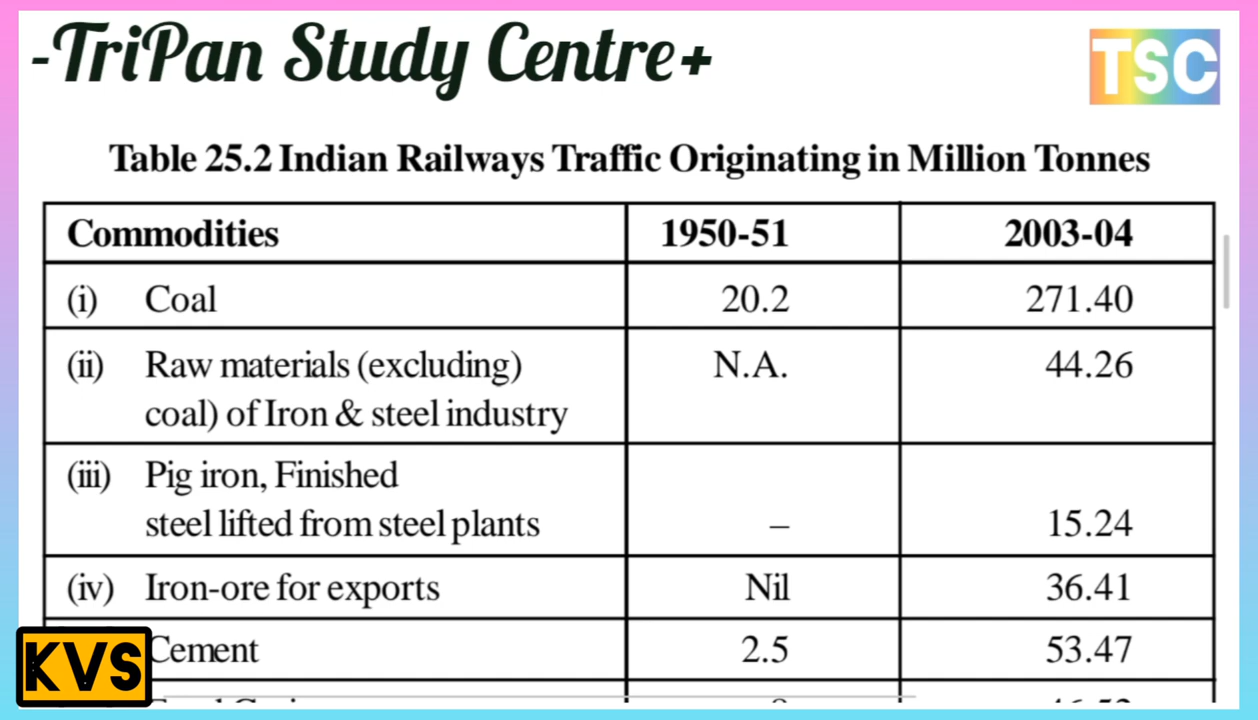 -TriPan Study Centre+
TSC
Table 25.2 Indian Railways Traffic Originating in Million Tonnes
Commodities 1950-51 2003-04
(i) Coal 20.2 271.40
(ii) Raw materials (excluding) N.A. 44.26
coal) of Iron & steel industry
(iii) Pig iron, Finished
steel lifted from steel plants – 15.24
(iv) Iron-ore for exports Nil 36.41
Cement 2.5 53.47
KVS